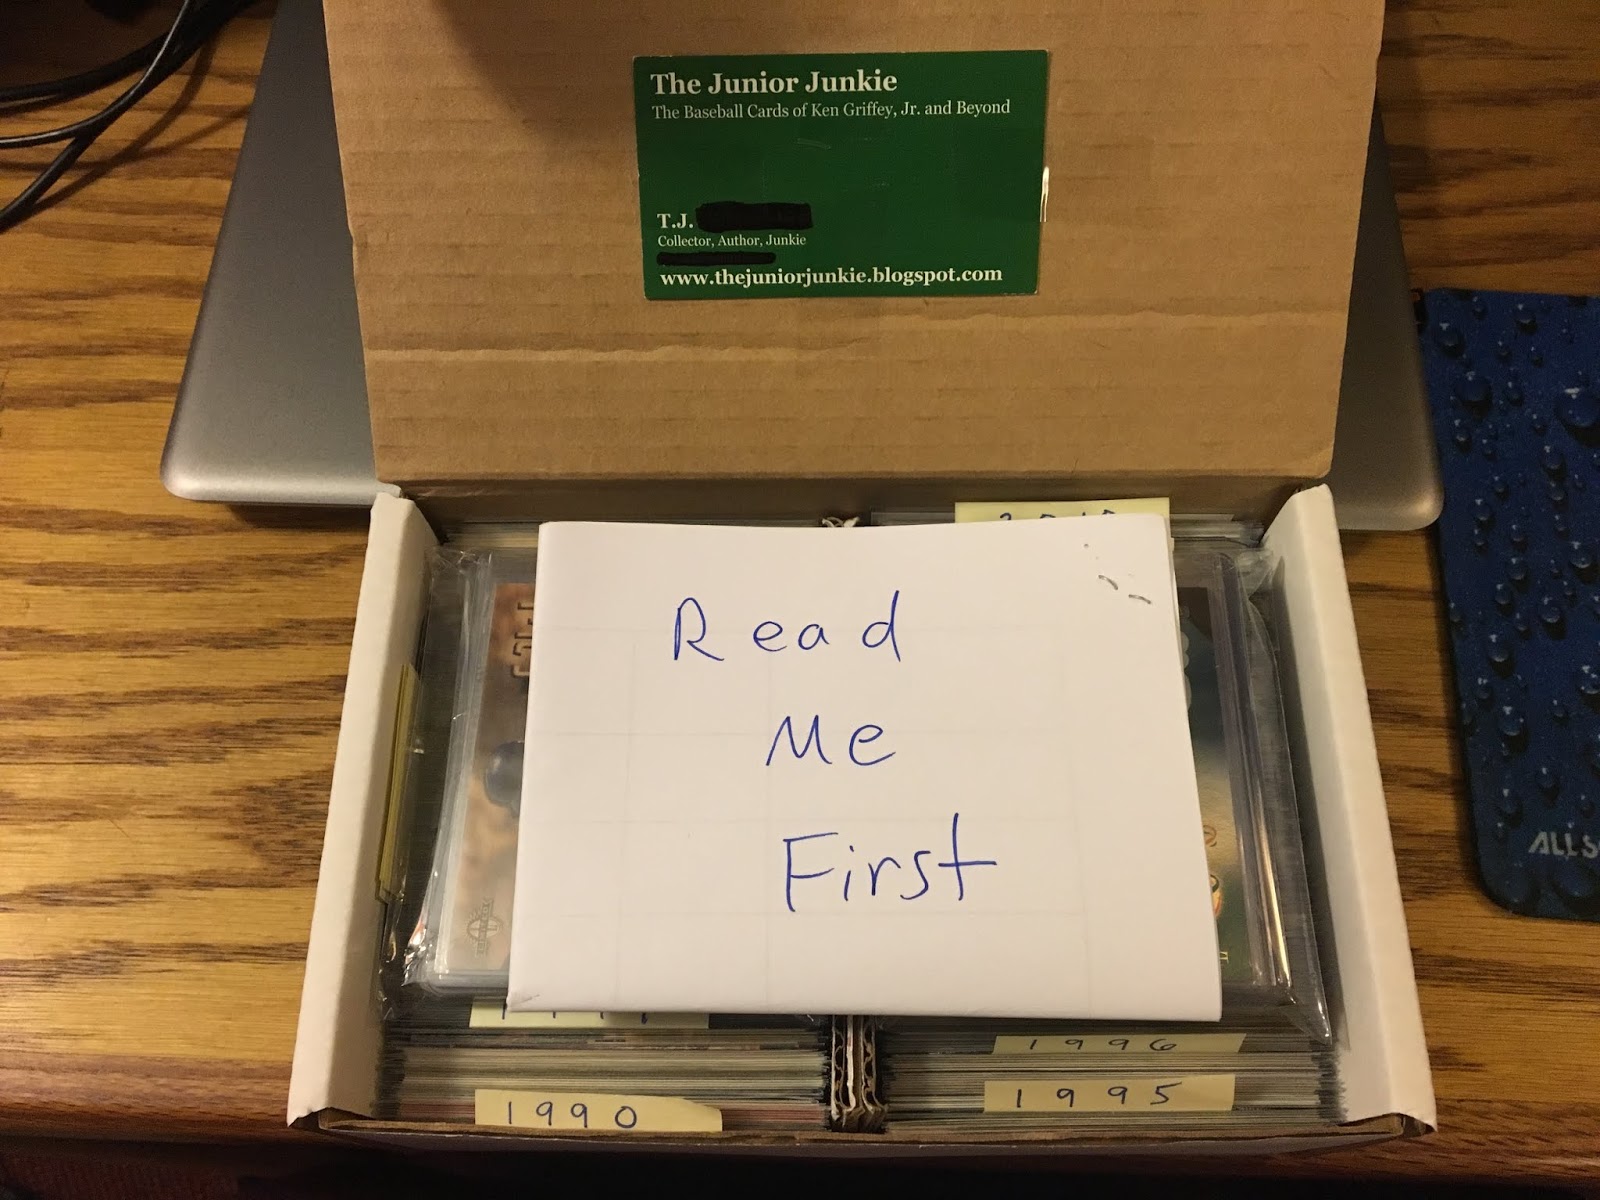 The Junior Junkie
The Baseball Cards of Ken Griffey, Jr. and Beyond
T.J.
Collector, Author, Junkie
www.thejuniorjunkie.blogspot.com
Read
Me
First
1996
1995
1990